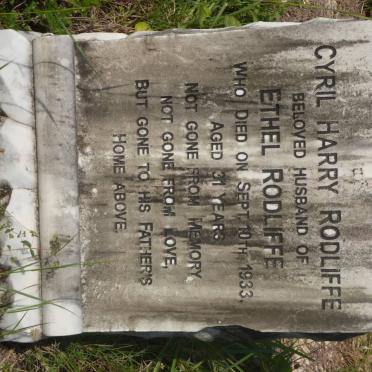 CYRIL HARRY RODLIFFE
BELOVED HUSBAND OF
ETHEL RODLIFFE
WHO DIED ON SEPT 10TH 1933.
AGED 31 YEARS
NOT GONE FROM MEMORY
NOT GONE FROM LOVE,
BUT GONE TO HIS FATHER'S
HOME ABOVE.